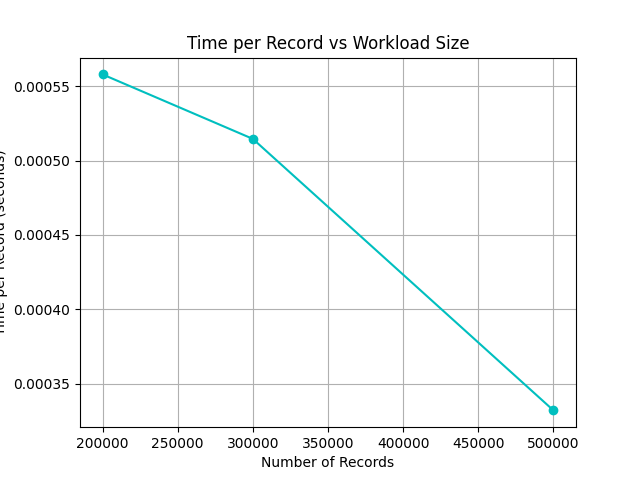 Time per Record vs Workload Size
Time per Record (seconds)
0.00055
0.00050
0.00045
0.00040
0.00035
200000 250000 300000 350000 400000 450000 500000
Number of Records